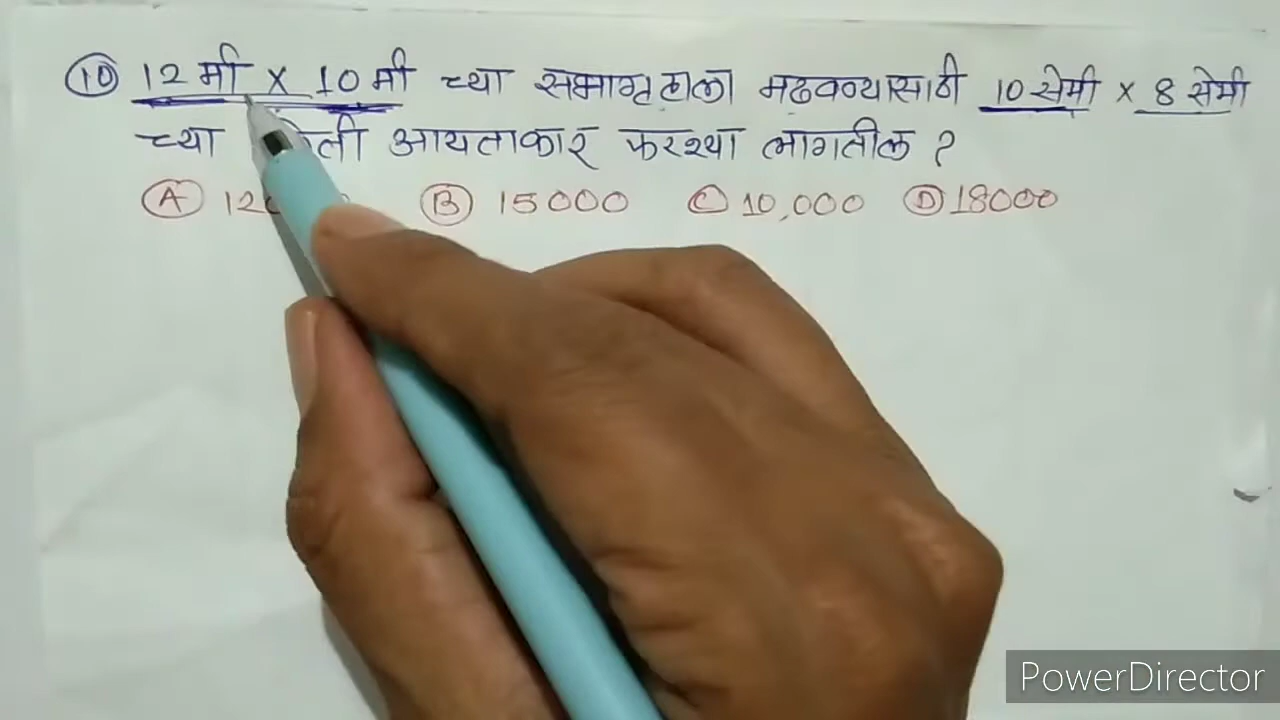 10 12 मी x 10 मी च्या सभागृहाला मढवण्यासाठी 10 सेमी x 8 सेमी
च्या आयताकार फरश्या लागतील ?
A B 15000 C 10,000 D 18000
PowerDirector